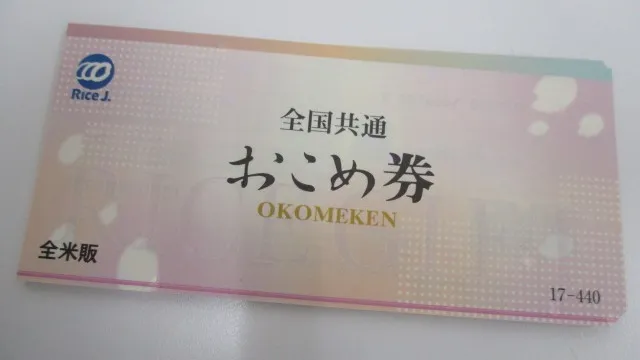 Rice J.
全国共通
おこめ券
OKOMEKEN
全米販
17-440